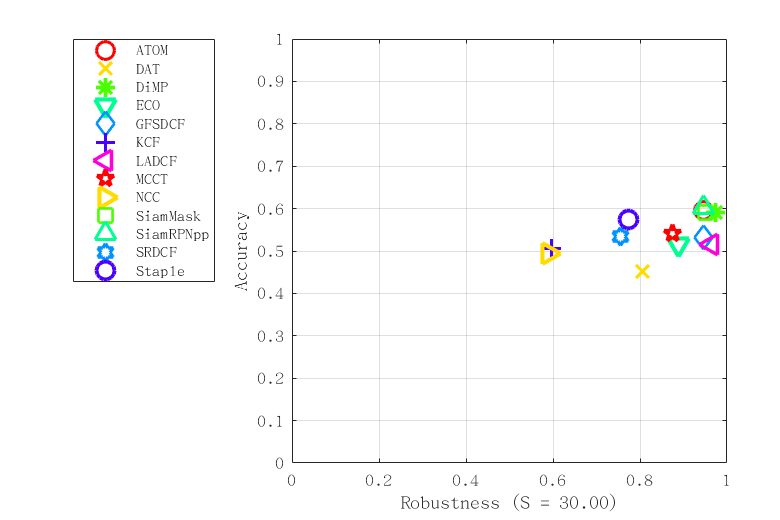 ATOM
DAT
DiMP
ECO
GFSDCF
KCF
LADCF
MCCT
NCC
SiamMask
SiamRPNpp
SRDCF
Staple
1
0.9
0.8
0.7
0.6
0.5
0.4
0.3
0.2
0.1
0
Accuracy
0
0.2
0.4
0.6
0.8
1
Robustness (S = 30.00)